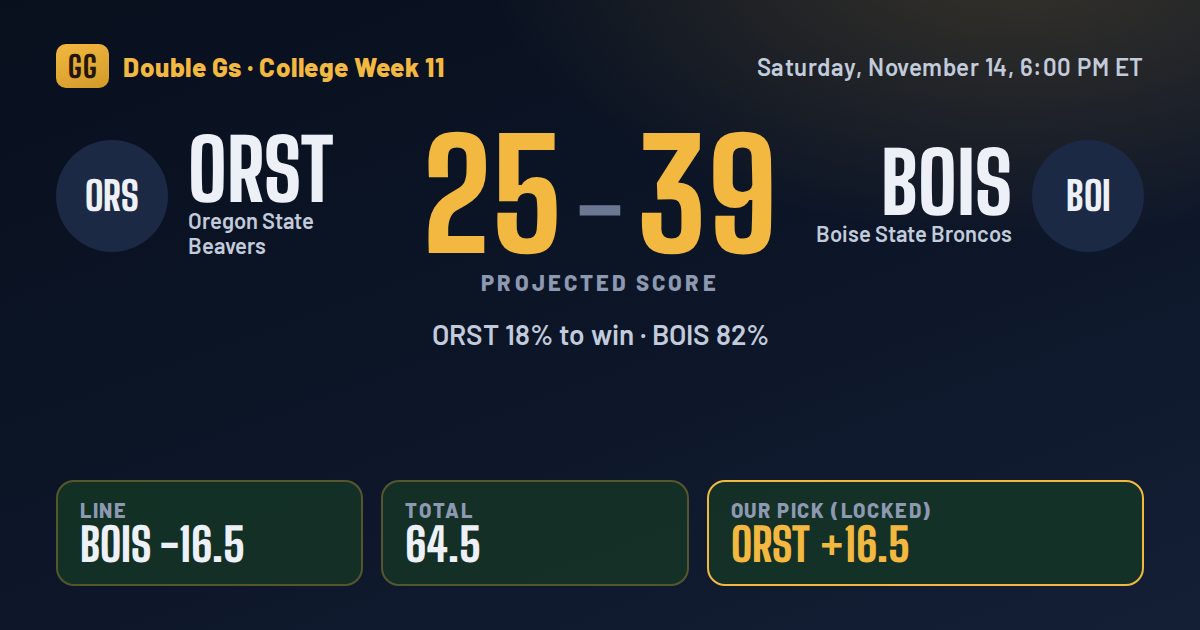 GG
Double Gs · College Week 11
Saturday, November 14, 6:00 PM ET
ORS
ORST
Oregon State
Beavers
25 – 39
PROJECTED SCORE
ORST 18% to win · BOIS 82%
BOIS
Boise State Broncos
BOI
LINE
BOIS −16.5
TOTAL
64.5
OUR PICK (LOCKED)
ORST +16.5